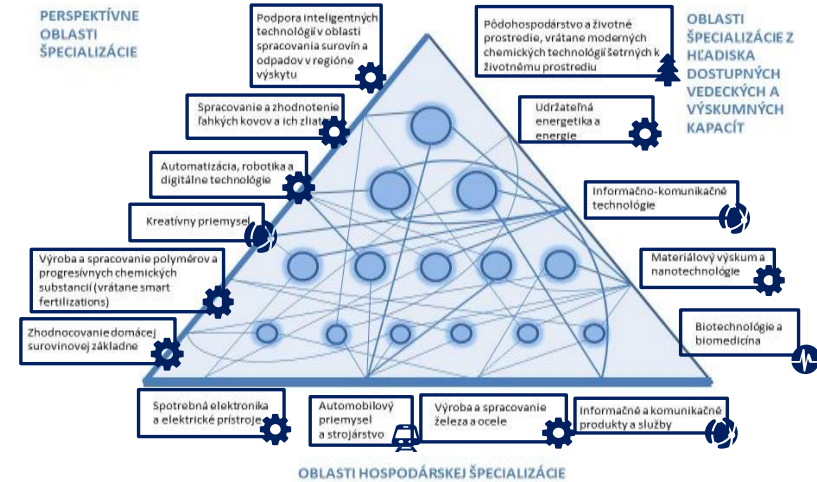 PERSPEKTÍVNE
OBLASTI
ŠPECIALIZÁCIE
Podpora inteligentných
technológií v oblasti
spracovania surovín a
odpadov v regióne
výskytu
Spracovanie a zhodnotenie
ľahkých kovov a ich zliatin
Automatizácia, robotika a
digitálne technológie
Kreatívny priemysel
Výroba a spracovanie polymérov a
progresívnych chemických
substancií (vrátane smart
fertilizations)
Zhodnocovanie domácej
surovinovej základne
Pôdohospodárstvo a životné
prostredie, vrátane moderných
chemických technológií šetrných k
životnému prostrediu
OBLASTI
ŠPECIALIZÁCIE Z
HĽADISKA
DOSTUPNÝCH
VEDECKÝCH A
VÝSKUMNÝCH
KAPACÍT
Udržateľná
energetika a
energie
Informačno-komunikačné
technológie
Materiálový výskum a
nanotechnológie
Biotechnológie a
biomedicína
Spotrebná elektronika
a elektrické prístroje
Automobilový
priemysel
a strojárstvo
Výroba a spracovanie
železa a ocele
Informačné a komunikačné
produkty a služby
OBLASTI HOSPODÁRSKEJ ŠPECIALIZÁCIE